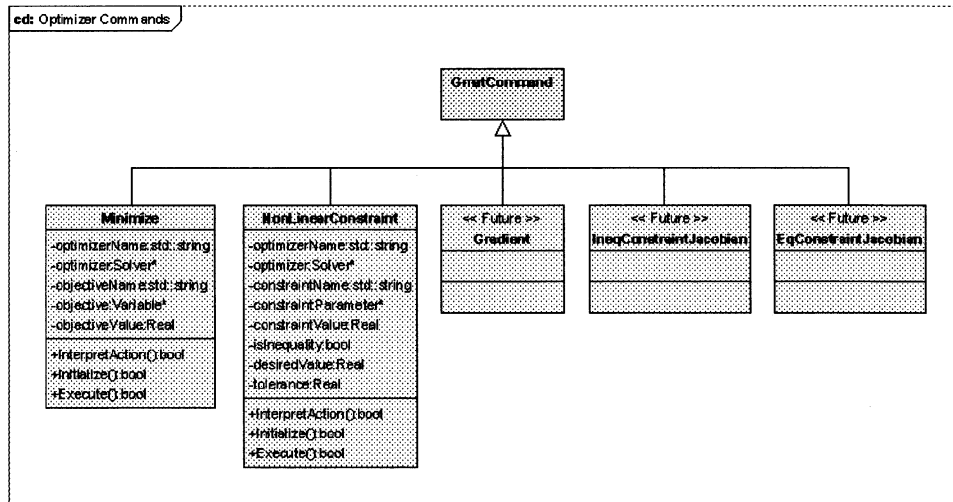 cd: Optimizer Commands
GmatCommand
Minimize
-optimizerName:std::string
-optimizer:Solver*
-objectiveName:std::string
-objective:Variable*
-objectiveValue:Real
+InterpretAction():bool
+Initialize():bool
+Execute():bool
NonLinearConstraint
-optimizerName:std::string
-optimizer:Solver*
-constraintName:std::string
-constraintParameter*
-constraintValue:Real
-isInequality:bool
-desiredValue:Real
-tolerance:Real
+InterpretAction():bool
+Initialize():bool
+Execute():bool
<< Future >>
Gradient
<< Future >>
IneqConstraintJacobian
<< Future >>
EqConstraintJacobian